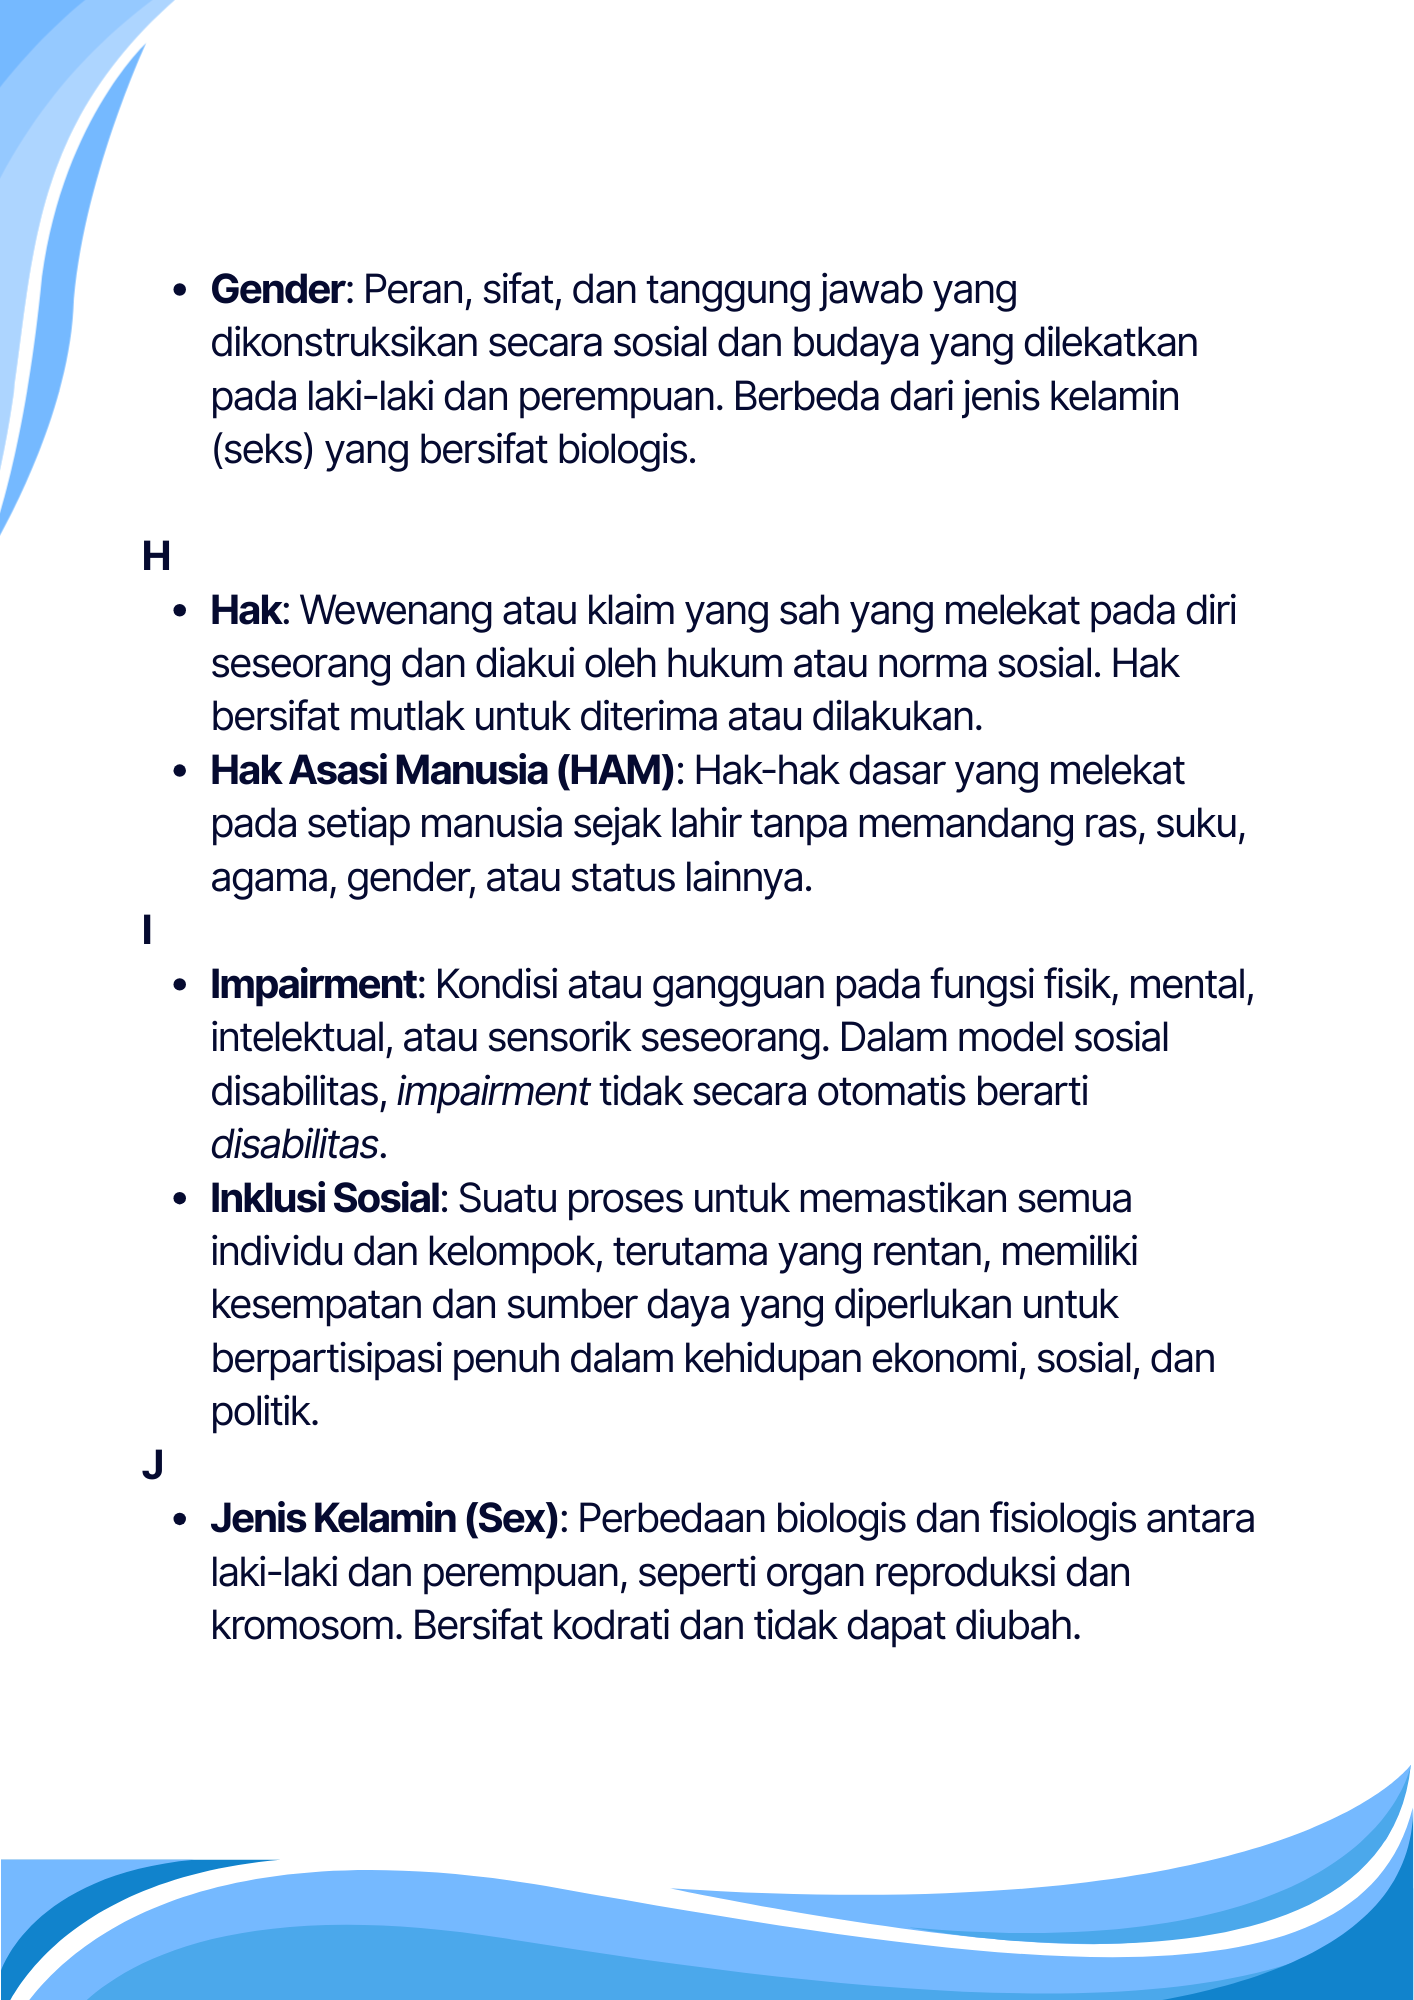 • Gender: Peran, sifat, dan tanggung jawab yang
dikonstruksikan secara sosial dan budaya yang dilekatkan
pada laki-laki dan perempuan. Berbeda dari jenis kelamin
(seks) yang bersifat biologis.
H
• Hak: Wewenang atau klaim yang sah yang melekat pada diri
seseorang dan diakui oleh hukum atau norma sosial. Hak
bersifat mutlak untuk diterima atau dilakukan.
• Hak Asasi Manusia (HAM): Hak-hak dasar yang melekat
pada setiap manusia sejak lahir tanpa memandang ras, suku,
agama, gender, atau status lainnya.
I
• Impairment: Kondisi atau gangguan pada fungsi fisik, mental,
intelektual, atau sensorik seseorang. Dalam model sosial
disabilitas, impairment tidak secara otomatis berarti
disabilitas.
• Inklusi Sosial: Suatu proses untuk memastikan semua
individu dan kelompok, terutama yang rentan, memiliki
kesempatan dan sumber daya yang diperlukan untuk
berpartisipasi penuh dalam kehidupan ekonomi, sosial, dan
politik.
J
• Jenis Kelamin (Sex): Perbedaan biologis dan fisiologis antara
laki-laki dan perempuan, seperti organ reproduksi dan
kromosom. Bersifat kodrati dan tidak dapat diubah.